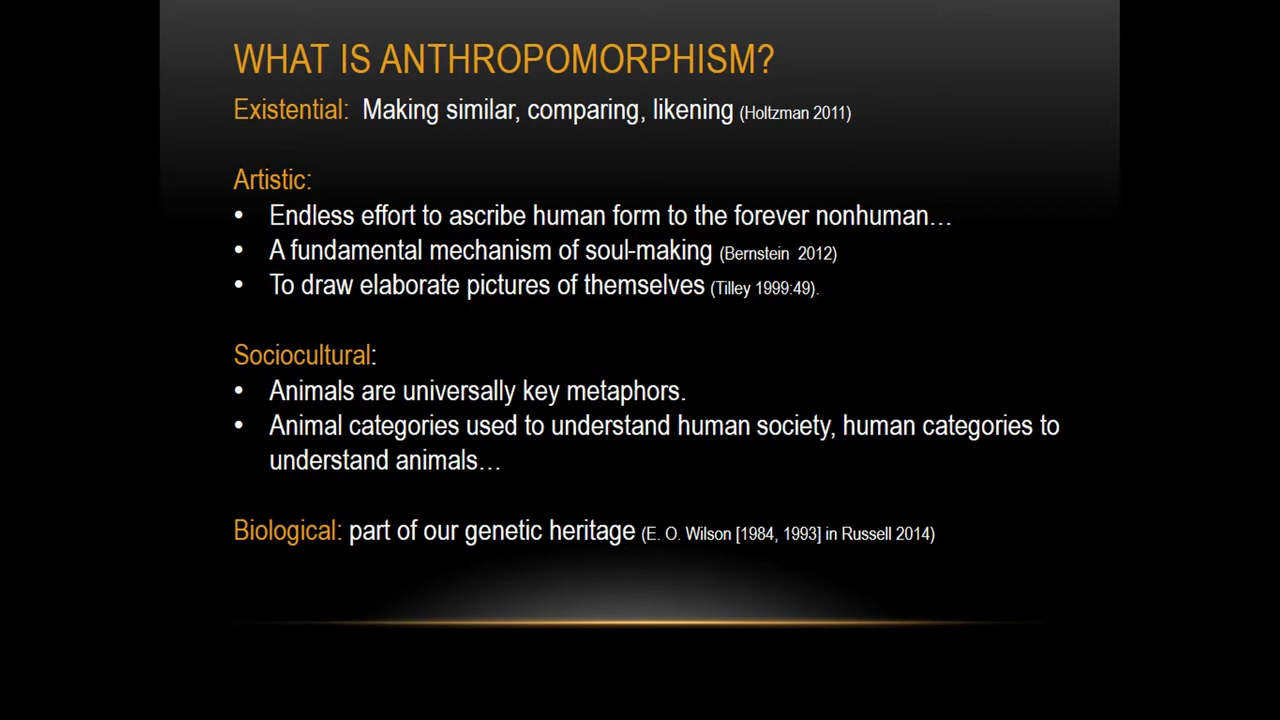 WHAT IS ANTHROPOMORPHISM?
Existential: Making similar, comparing, likening (Holtzman 2011)
Artistic:
• Endless effort to ascribe human form to the forever nonhuman…
• A fundamental mechanism of soul-making (Bernstein 2012)
• To draw elaborate pictures of themselves (Tilley 1999:49).
Sociocultural:
• Animals are universally key metaphors.
• Animal categories used to understand human society, human categories to
understand animals…
Biological: part of our genetic heritage (E. O. Wilson [1984, 1993] in Russell 2014)